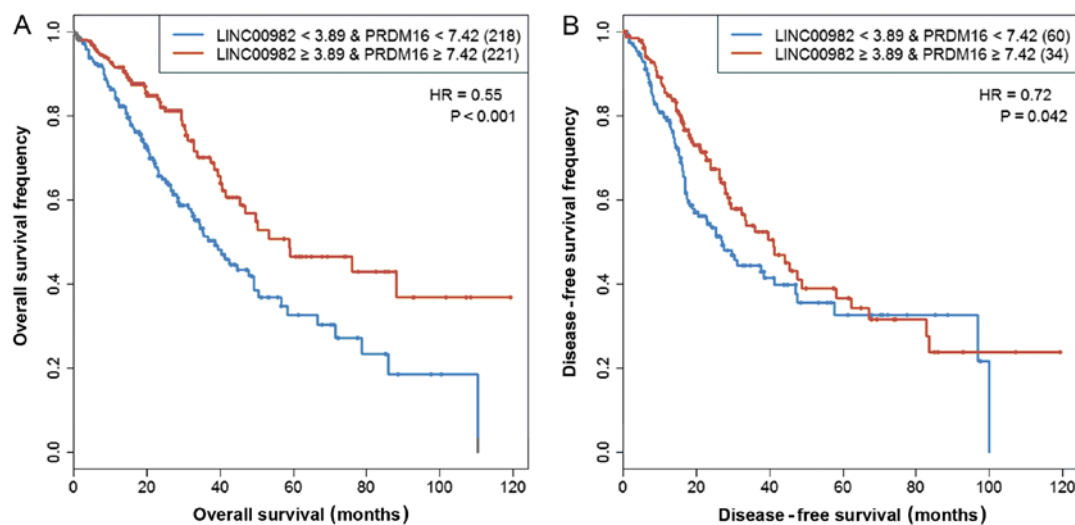 A
LINC00982 < 3.89 & PRDM16 < 7.42 (218)
LINC00982 ≥ 3.89 & PRDM16 ≥ 7.42 (221)
HR = 0.55
P < 0.001
Overall survival frequency
1.0
0.8
0.6
0.4
0.2
0.0
0 20 40 60 80 100 120
Overall survival (months)
B
LINC00982 < 3.89 & PRDM16 < 7.42 (60)
LINC00982 ≥ 3.89 & PRDM16 ≥ 7.42 (34)
HR = 0.72
P = 0.042
Disease-free survival frequency
1.0
0.8
0.6
0.4
0.2
0.0
0 20 40 60 80 100 120
Disease-free survival (months)